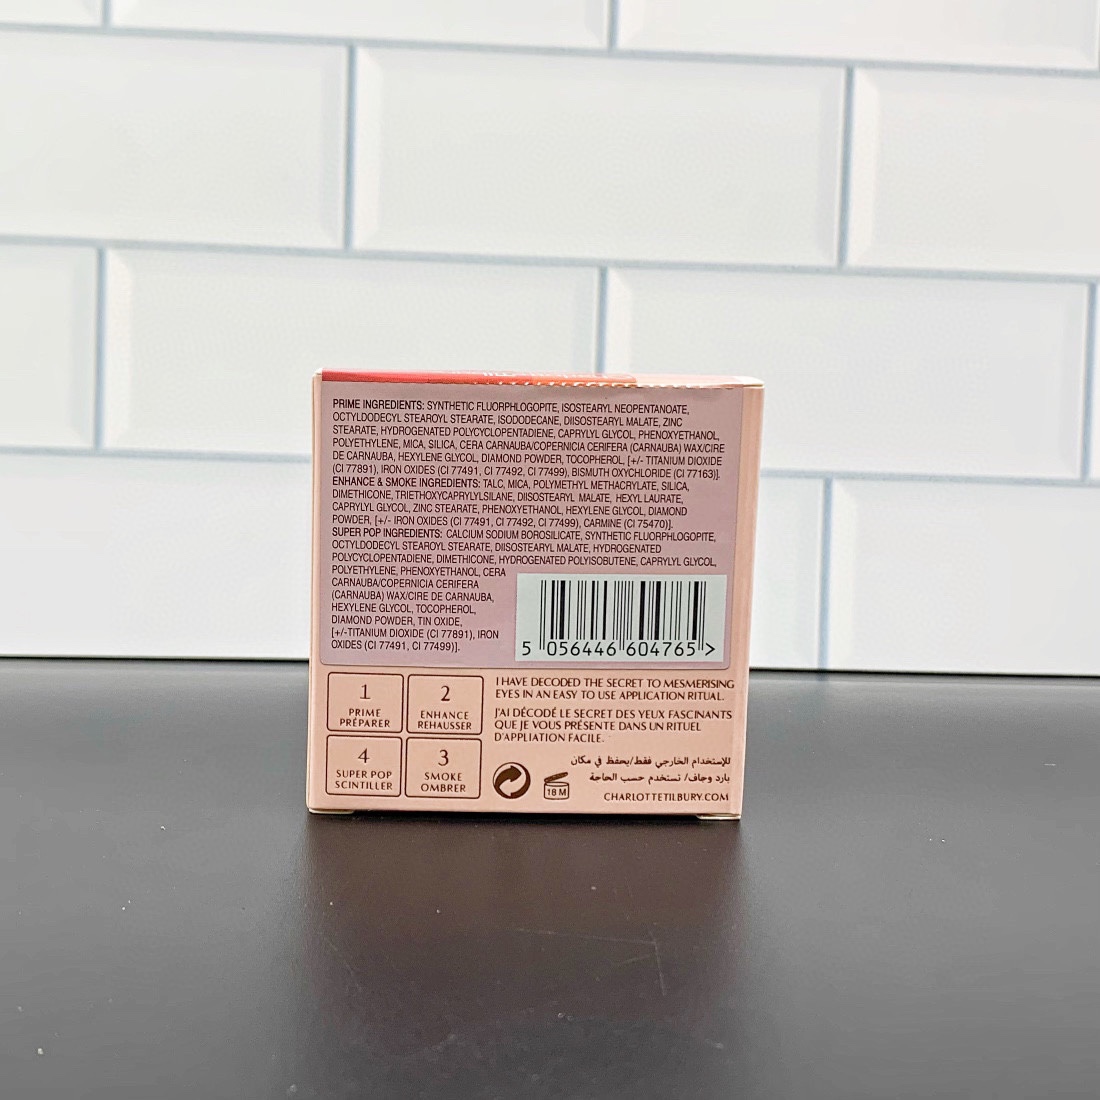 PRIME INGREDIENTS: SYNTHETIC FLUORPHLOGOPITE, ISOSTEARYL NEOPENTANOATE,
OCTYLDODECYL STEAROYL STEARATE, ISODODECANE, DIISOSTEARYL MALATE, ZINC
STEARATE, HYDROGENATED POLYCYCLOPENTADIENE, CAPRYLYL GLYCOL, PHENOXYETHANOL,
POLYETHYLENE, MICA, SILICA, CERA CARNAUBA/COPERNICIA CERIFERA (CARNAUBA) WAX/CIRE
DE CARNAUBA, HEXYLENE GLYCOL, DIAMOND POWDER, TOCOPHEROL, [+/- TITANIUM DIOXIDE
(CI 77891), IRON OXIDES (CI 77491, CI 77492, CI 77499), BISMUTH OXYCHLORIDE (CI 77163)].
ENHANCE & SMOKE INGREDIENTS: TALC, MICA, POLYMETHYL METHACRYLATE, SILICA,
DIMETHICONE, TRIETHOXYCAPRYLYLSILANE, DIISOSTEARYL MALATE, HEXYL LAURATE,
CAPRYLYL GLYCOL, ZINC STEARATE, PHENOXYETHANOL, HEXYLENE GLYCOL, DIAMOND
POWDER, [+/- IRON OXIDES (CI 77491, CI 77492, CI 77499), CARMINE (CI 75470)].
SUPER POP INGREDIENTS: CALCIUM SODIUM BOROSILICATE, SYNTHETIC FLUORPHLOGOPITE,
OCTYLDODECYL STEAROYL STEARATE, DIISOSTEARYL MALATE, HYDROGENATED
POLYCYCLOPENTADIENE, DIMETHICONE, HYDROGENATED POLYISOBUTENE, CAPRYLYL GLYCOL,
POLYETHYLENE, PHENOXYETHANOL, CERA
CARNAUBA/COPERNICIA CERIFERA
(CARNAUBA) WAX/CIRE DE CARNAUBA,
HEXYLENE GLYCOL, TOCOPHEROL,
DIAMOND POWDER, TIN OXIDE,
[+/-TITANIUM DIOXIDE (CI 77891), IRON
OXIDES (CI 77491, CI 77499)].
5 056446 604765 >
1
PRIME
PRÉPARER
2
ENHANCE
REHAUSSER
4
SUPER POP
SCINTILLER
3
SMOKE
OMBRER
I HAVE DECODED THE SECRET TO MESMERISING
EYES IN AN EASY TO USE APPLICATION RITUAL.
J'AI DÉCODÉ LE SECRET DES YEUX FASCINANTS
QUE JE VOUS PRÉSENTE DANS UN RITUEL
D'APPLIATION FACILE.
للإستخدام الخارجي فقط/يحفظ في مكان
بارد وجاف/ تستخدم حسب الحاجة
18 M
CHARLOTTETILBURY.COM